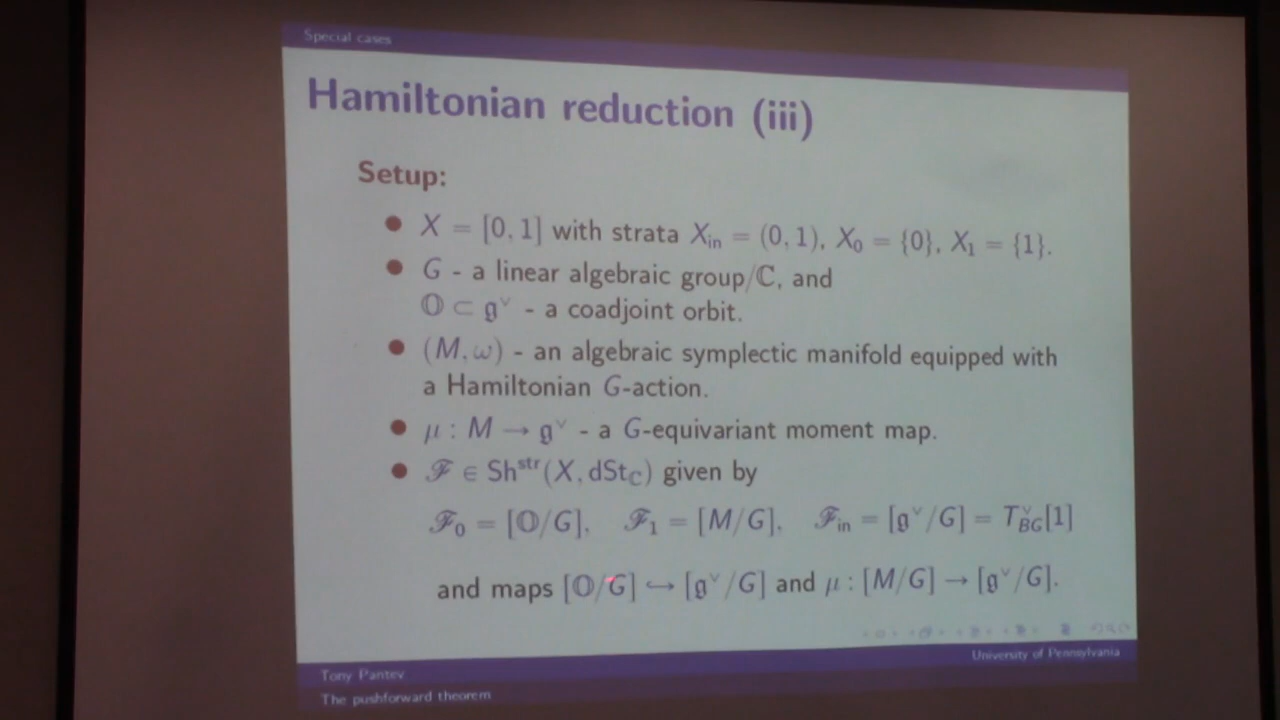 Special cases
Hamiltonian reduction (iii)
Setup:
● X = [0, 1] with strata X_in = (0, 1), X_0 = {0}, X_1 = {1}.
● G - a linear algebraic group/ℂ, and
𝕆 ⊂ 𝔤^∨ - a coadjoint orbit.
● (M, ω) - an algebraic symplectic manifold equipped with
a Hamiltonian G-action.
● μ : M → 𝔤^∨ - a G-equivariant moment map.
● ℱ ∈ Sh^str(X, dSt_ℂ) given by
ℱ_0 = [𝕆/G], ℱ_1 = [M/G], ℱ_in = [𝔤^∨/G] = T^∨_BG[1]
and maps [𝕆/G] ↪ [𝔤^∨/G] and μ : [M/G] → [𝔤^∨/G].
University of Pennsylvania
Tony Pantev
The pushforward theorem